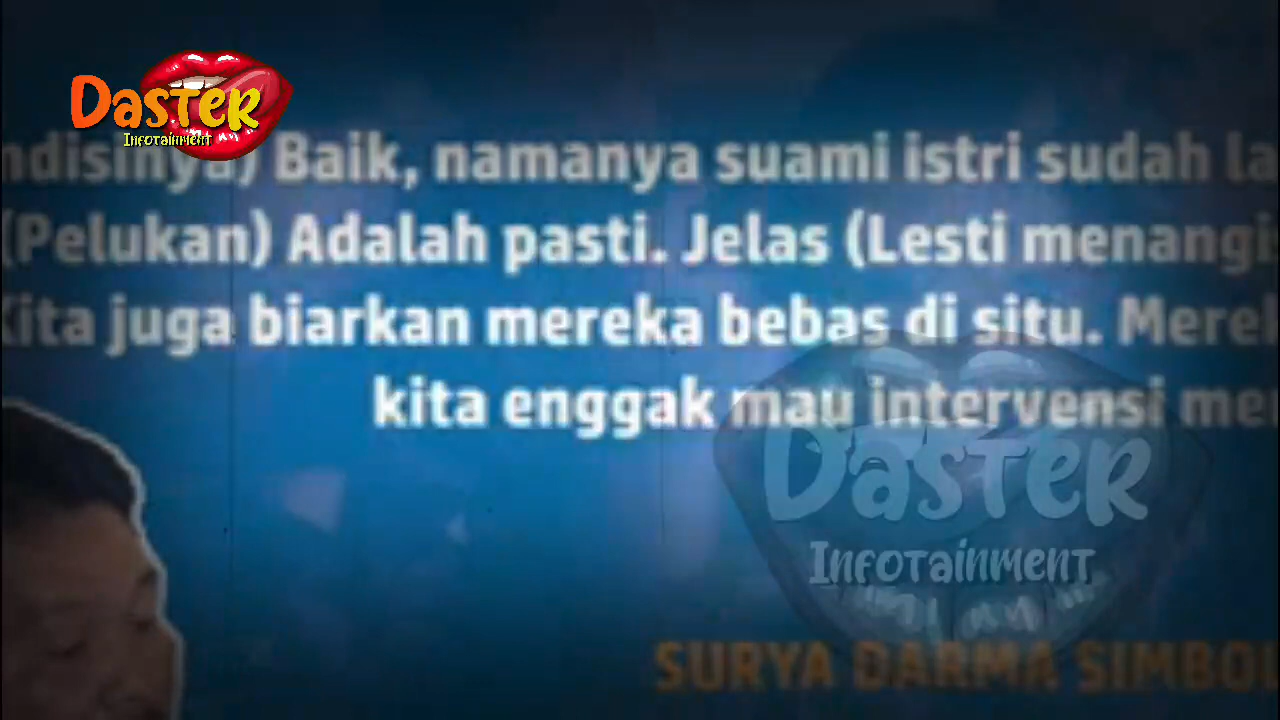 DASTER
INFOTAINMENT
Baik, namanya suami istri sudah
(Pelukan) Adalah pasti. Jelas (Lesti
juga biarkan mereka bebas di situ.
kita enggak mau intervensi
DASTER
INFOTAINMENT
SURYA DARMA